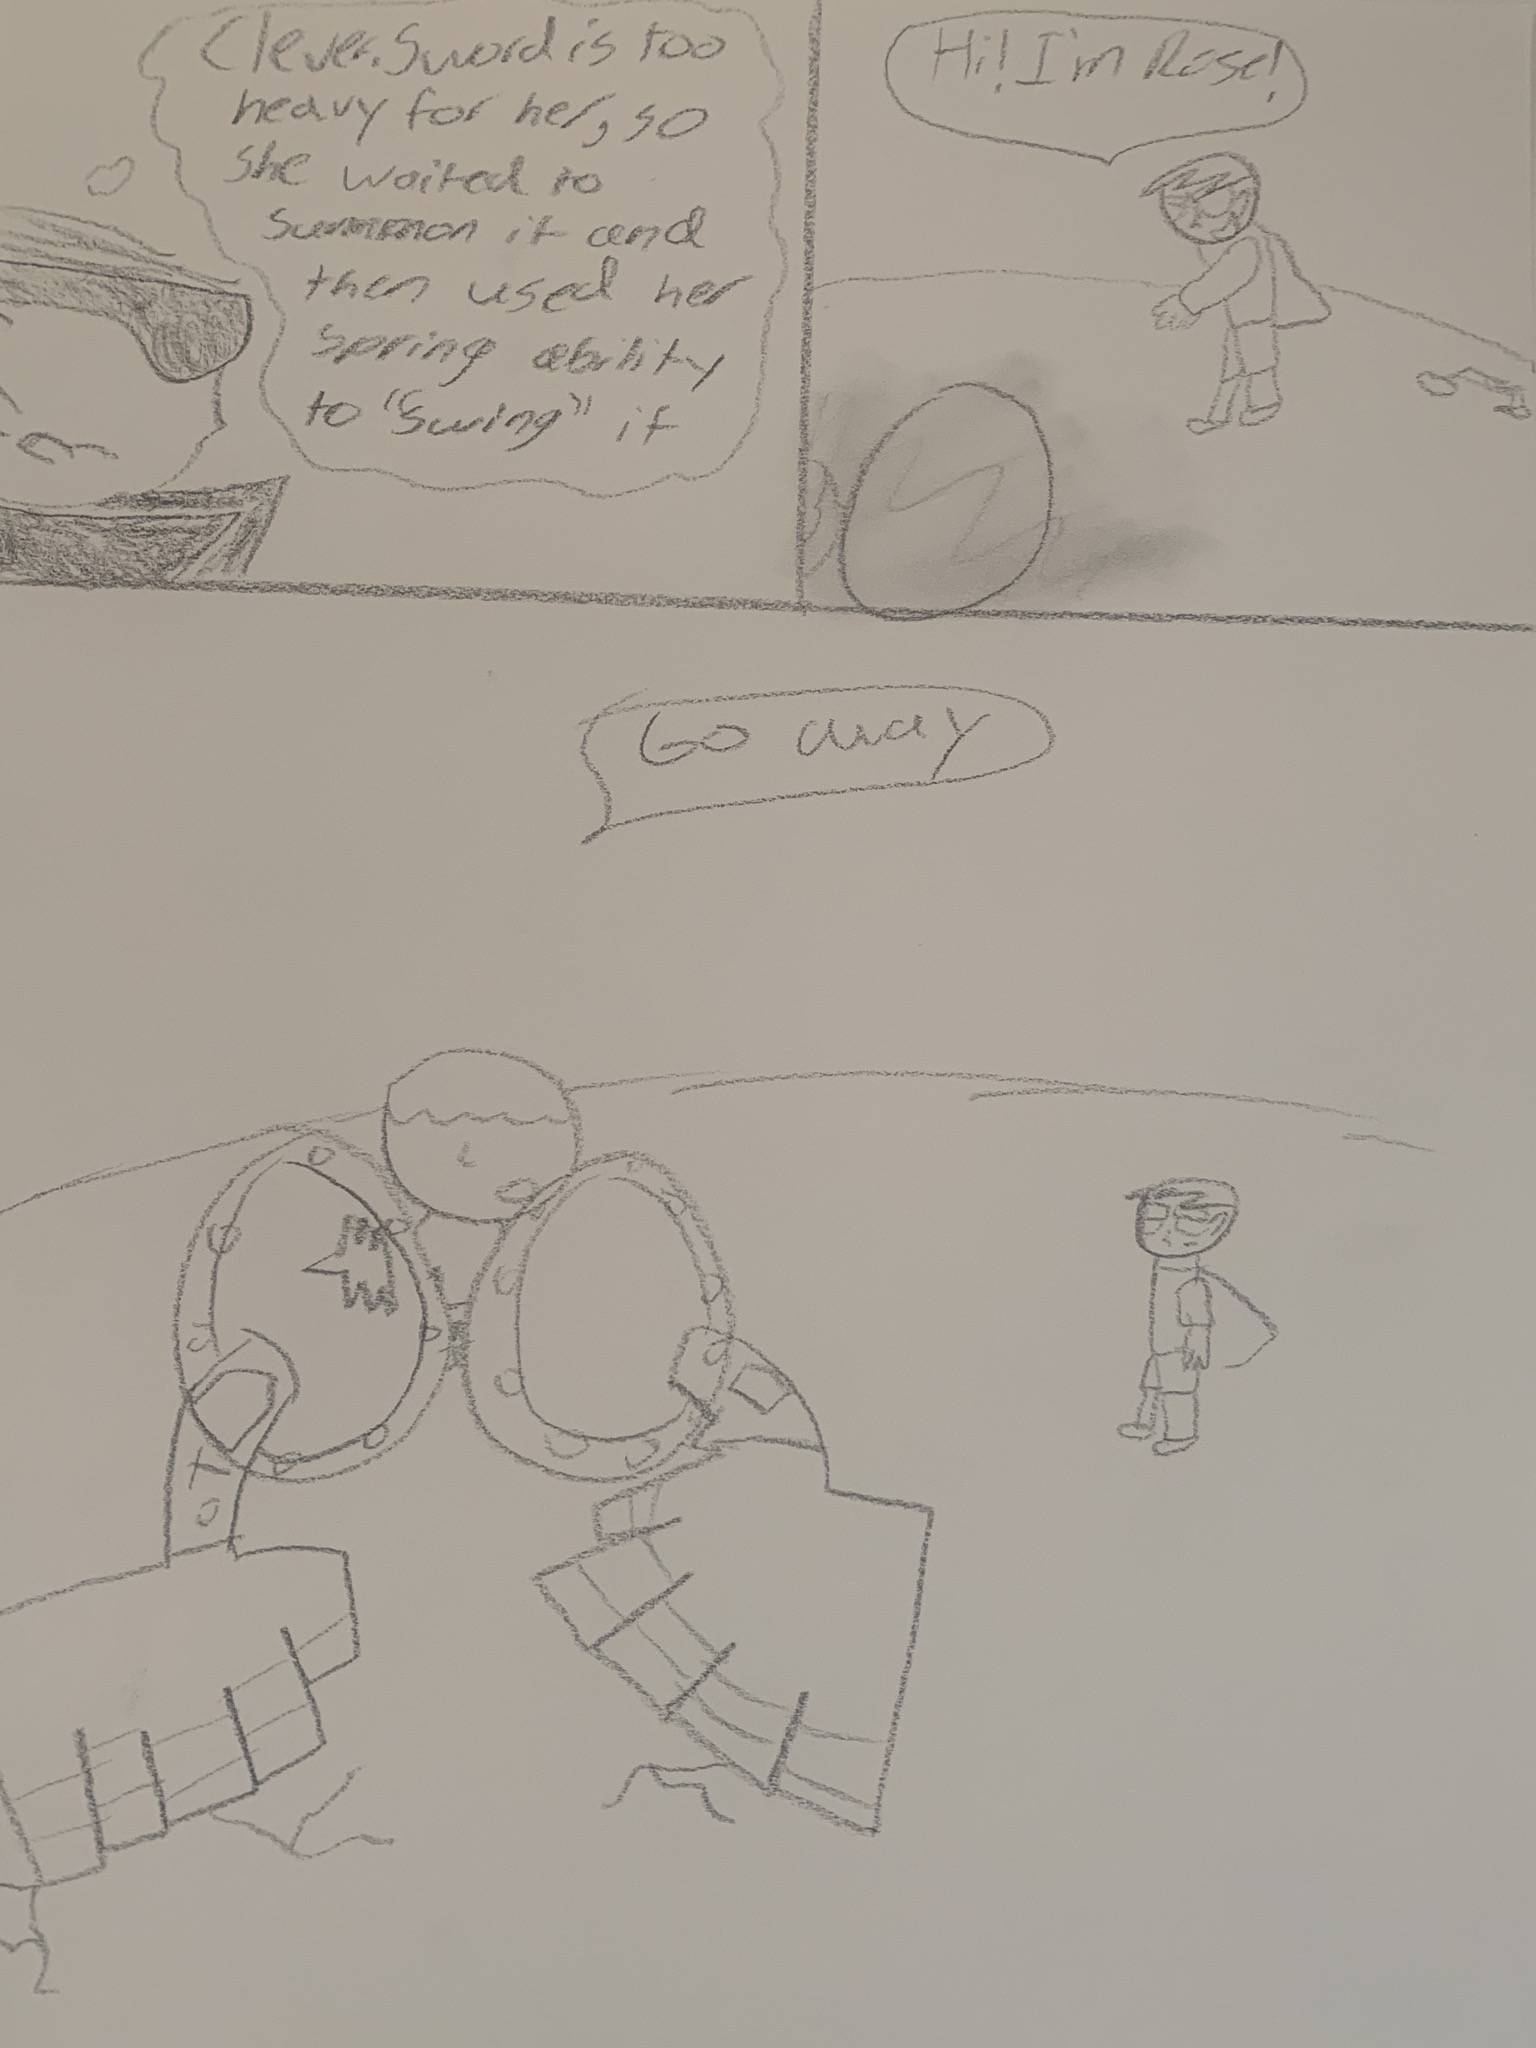 Clever. Sword is too
heavy for her, so
she waited to
summon it and
then used her
spring ability
to "swing" it
Hi! I'm Rose!
Go away